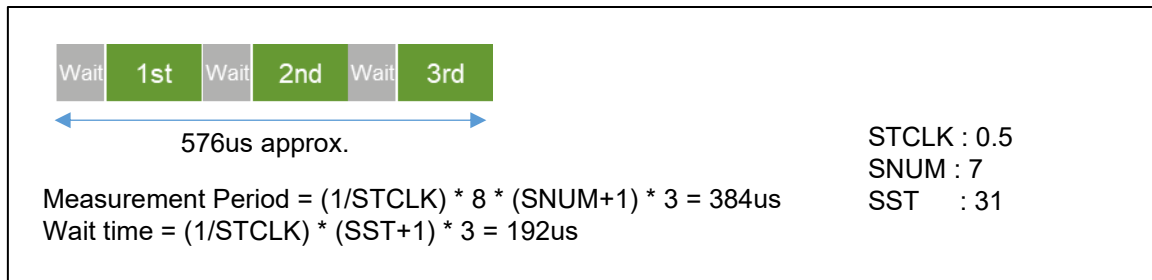 Wait 1st Wait 2nd Wait 3rd
576us approx.
STCLK : 0.5
SNUM : 7
SST : 31
Measurement Period = (1/STCLK) * 8 * (SNUM+1) * 3 = 384us
Wait time = (1/STCLK) * (SST+1) * 3 = 192us